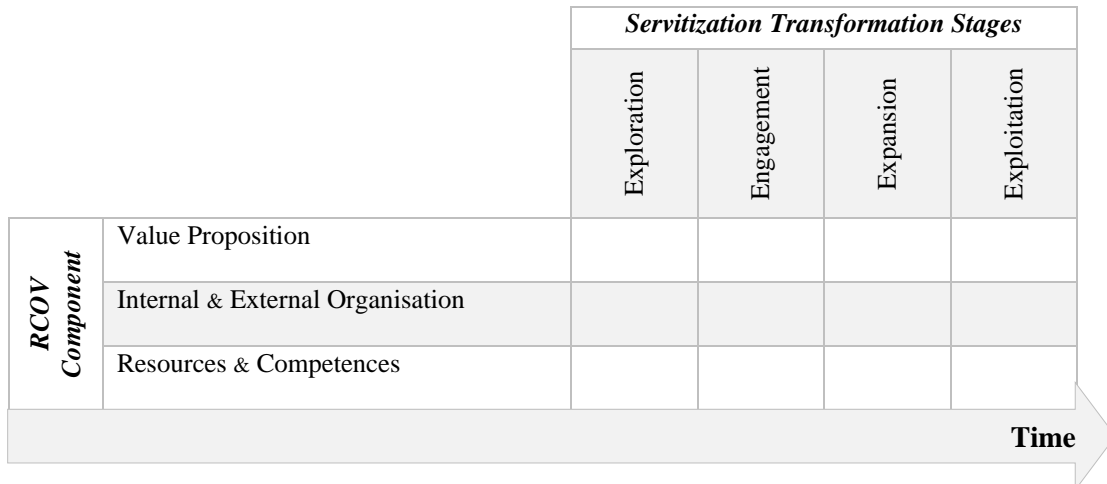 Servitization Transformation Stages
Exploration
Engagement
Expansion
Exploitation
RCOV
Component
Value Proposition
Internal & External Organisation
Resources & Competences
Time